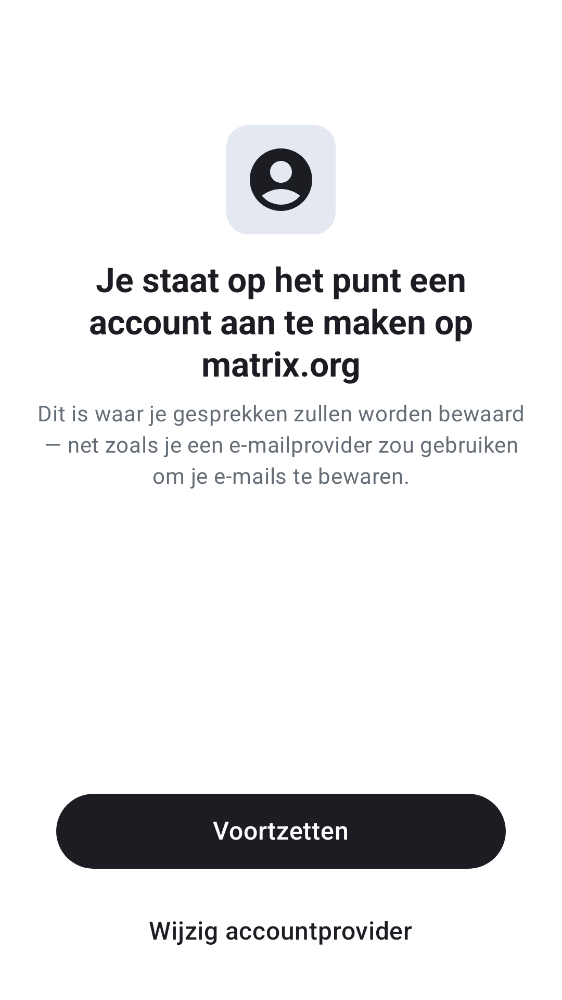 Je staat op het punt een
account aan te maken op
matrix.org
Dit is waar je gesprekken zullen worden bewaard
– net zoals je een e-mailprovider zou gebruiken
om je e-mails te bewaren.
Voortzetten
Wijzig accountprovider